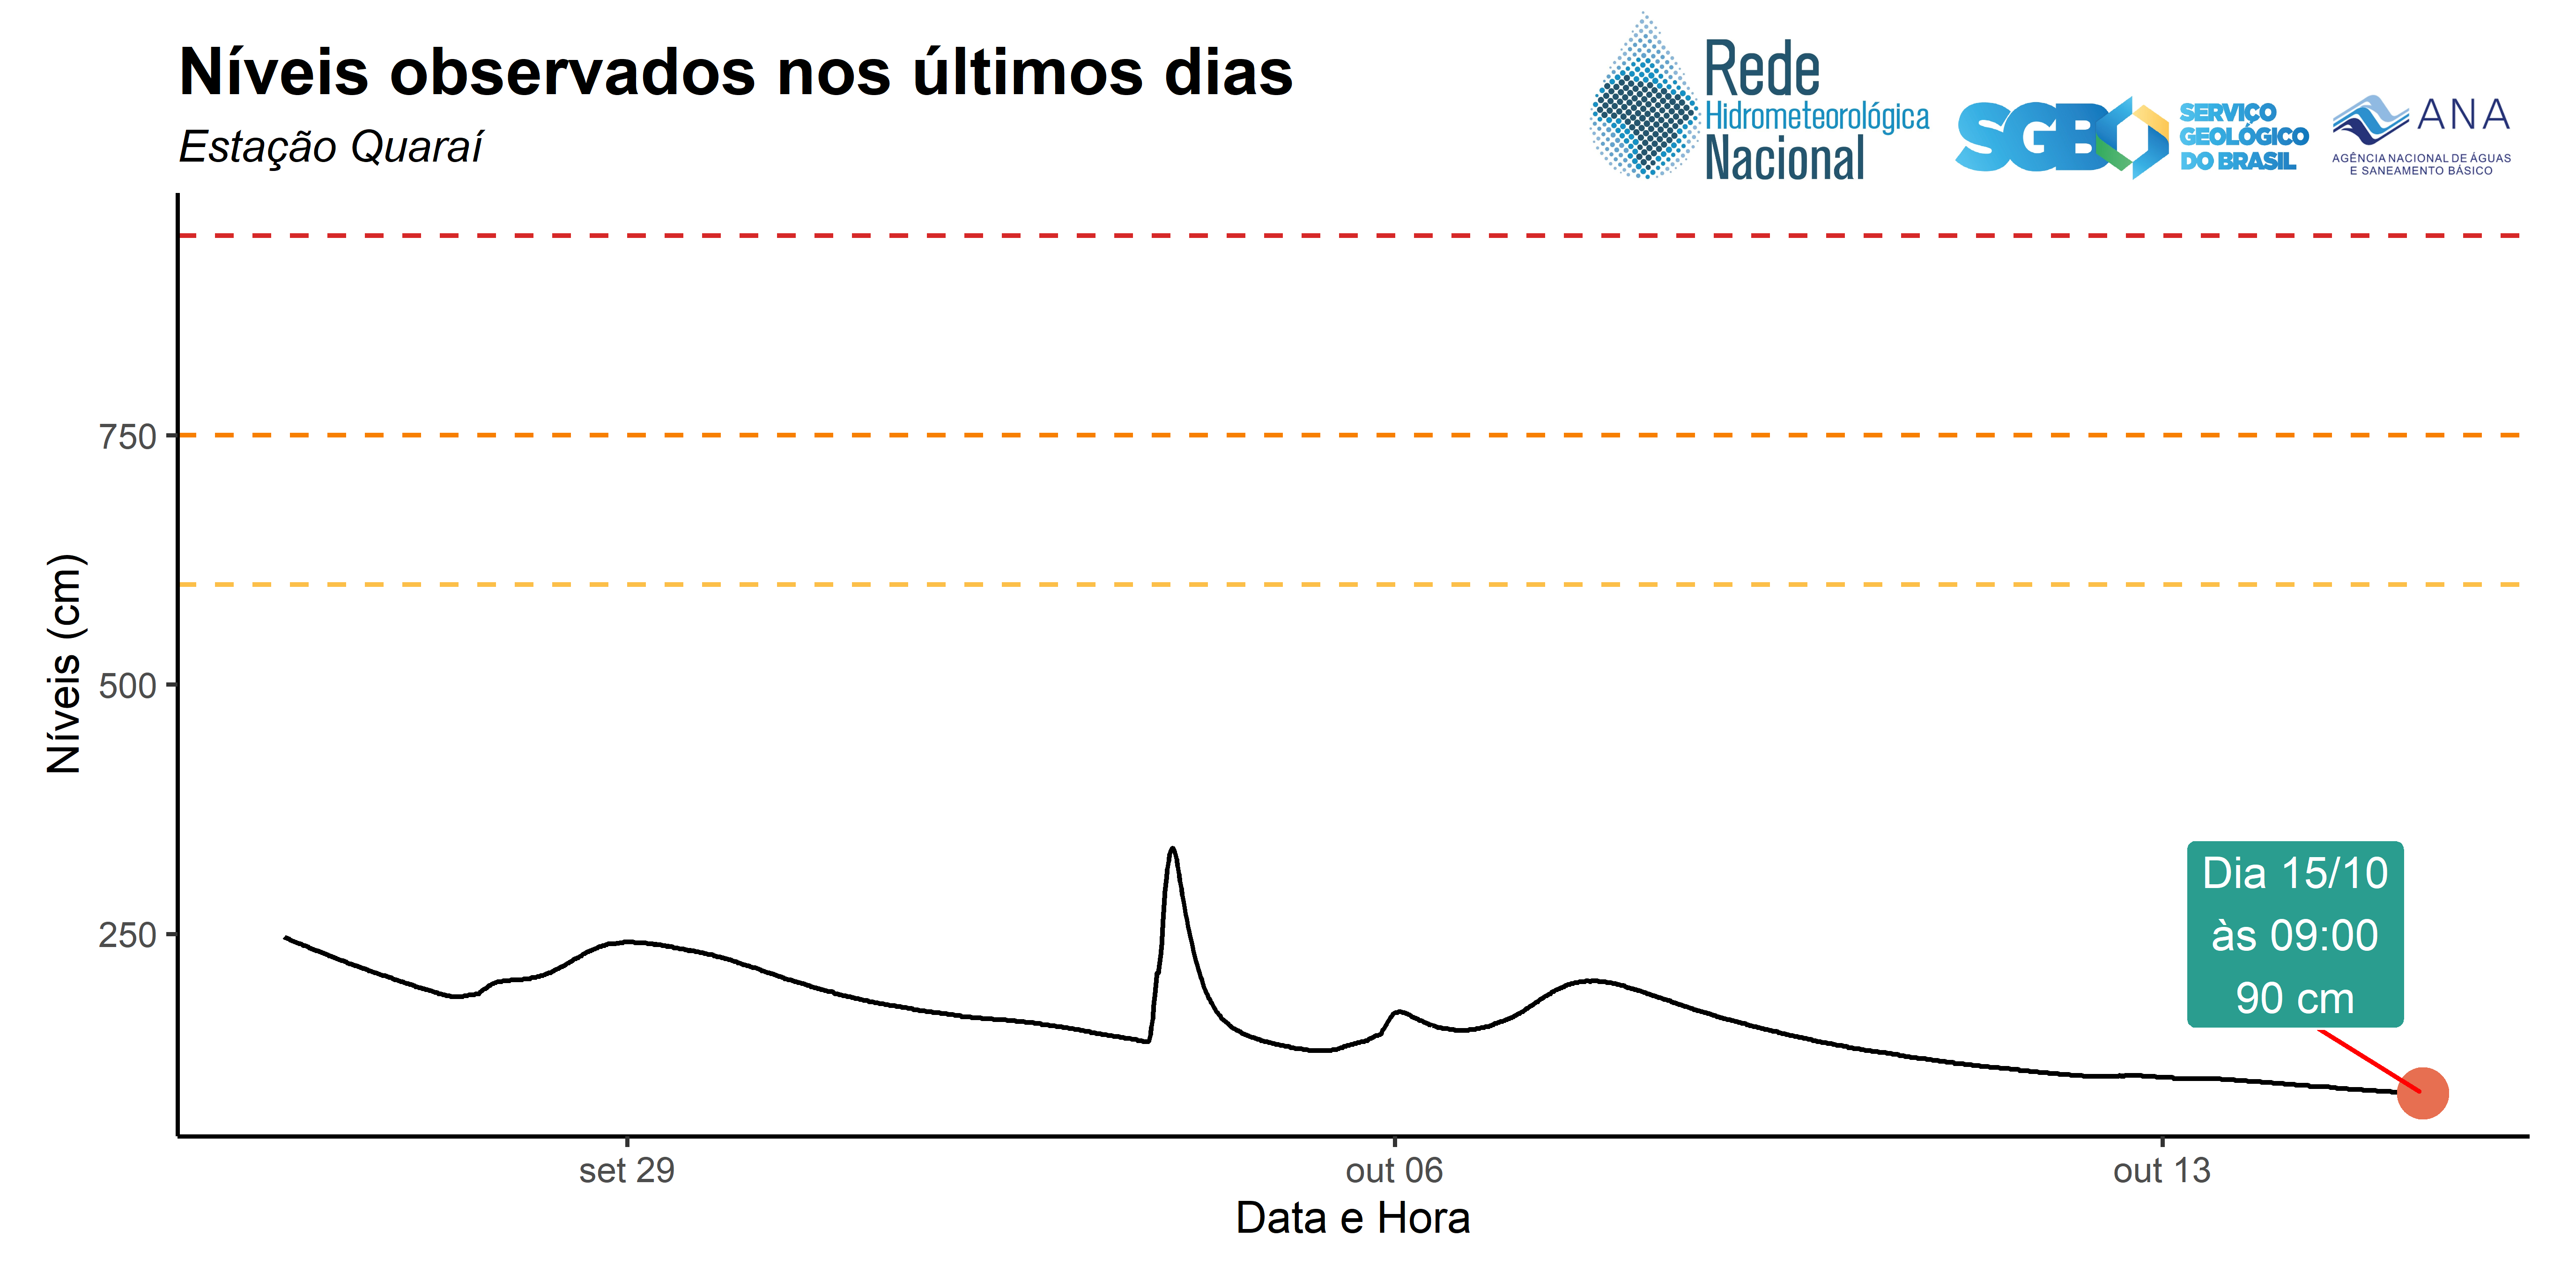 Níveis observados nos últimos dias
Estação Quaraí
Rede
Hidrometeorológica
Nacional
SGB
SERVIÇO
GEOLÓGICO
DO BRASIL
ANA
AGÊNCIA NACIONAL DE ÁGUAS
E SANEAMENTO BÁSICO
Níveis (cm)
750
500
250
Dia 15/10
às 09:00
90 cm
set 29
out 06
out 13
Data e Hora